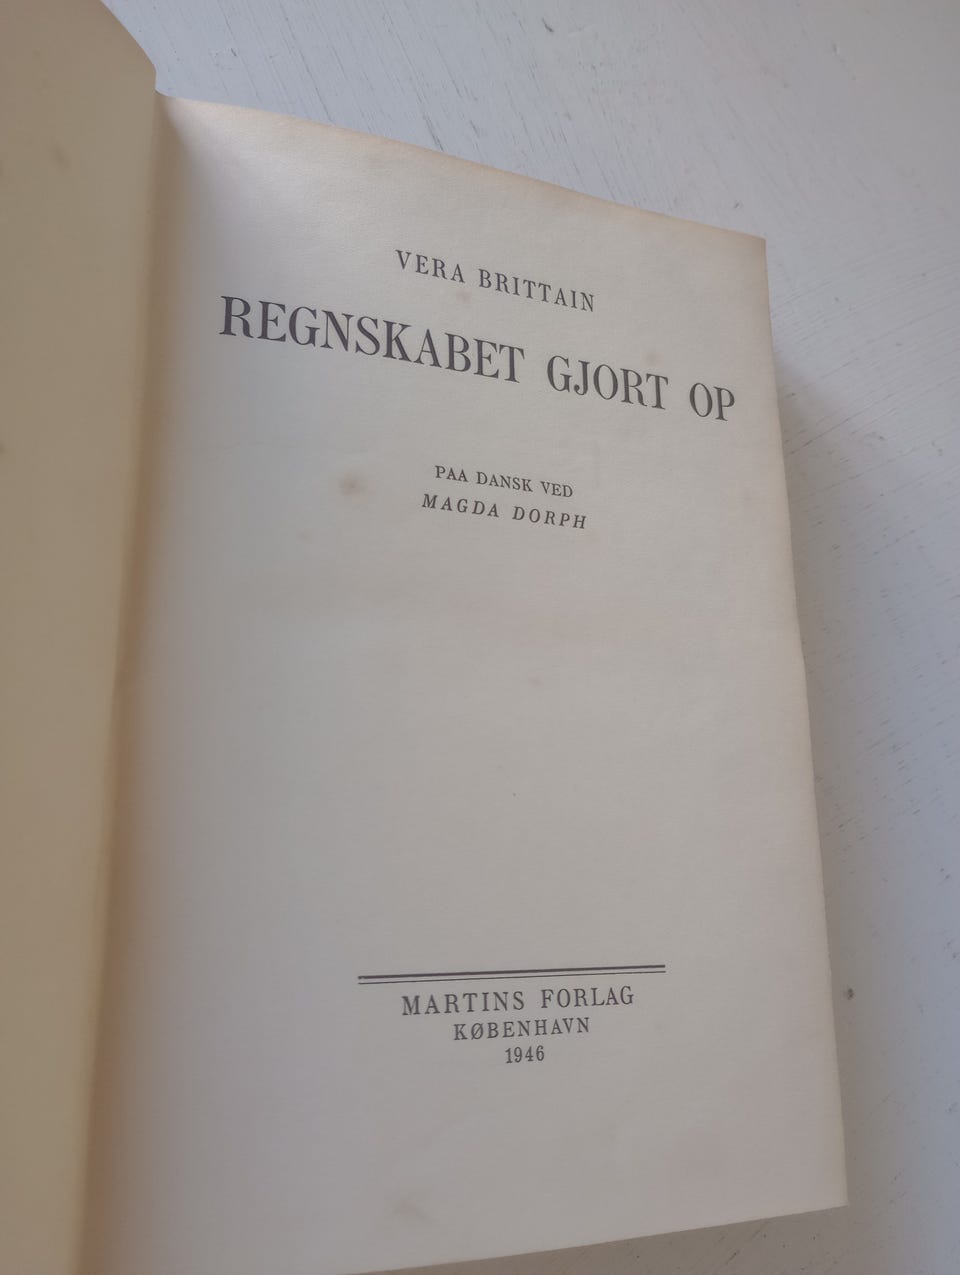 VERA BRITTAIN
REGNSKABET GJORT OP
PAA DANSK VED
MAGDA DORPH
MARTINS FORLAG
KØBENHAVN
1946